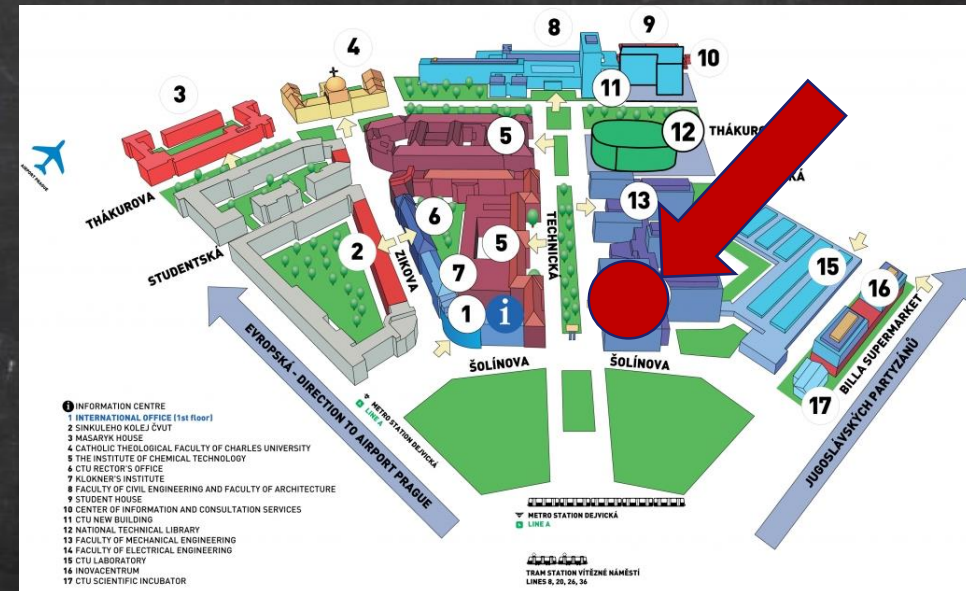 8
9
4
10
3
11
5
12
THÁKURO
SKÁ
AIRPORT PRAGUE
13
THÁKUROVA
6
TECHNICKÁ
STUDENTSKÁ
2
ZIKOVA
5
15
7
16
1
i
ŠOLÍNOVA
ŠOLÍNOVA
BILLA SUPERMARKET
17
EVROPSKÁ - DIRECTION TO AIRPORT PRAGUE
JUGOSLÁVSKÝCH PARTYZÁNŮ
METRO STATION DEJVICKÁ
LINE A
i INFORMATION CENTRE
1 INTERNATIONAL OFFICE (1st floor)
2 SINKULEHO KOLEJ ČVUT
3 MASARYK HOUSE
4 CATHOLIC THEOLOGICAL FACULTY OF CHARLES UNIVERSITY
5 THE INSTITUTE OF CHEMICAL TECHNOLOGY
6 CTU RECTOR'S OFFICE
7 KLOKNER'S INSTITUTE
8 FACULTY OF CIVIL ENGINEERING AND FACULTY OF ARCHITECTURE
9 STUDENT HOUSE
10 CENTER OF INFORMATION AND CONSULTATION SERVICES
11 CTU NEW BUILDING
12 NATIONAL TECHNICAL LIBRARY
13 FACULTY OF MECHANICAL ENGINEERING
14 FACULTY OF ELECTRICAL ENGINEERING
15 CTU LABORATORY
16 INOVACENTRUM
17 CTU SCIENTIFIC INCUBATOR
METRO STATION DEJVICKÁ
LINE A
TRAM STATION VÍTĚZNÉ NÁMĚSTÍ
LINES 8, 20, 26, 36